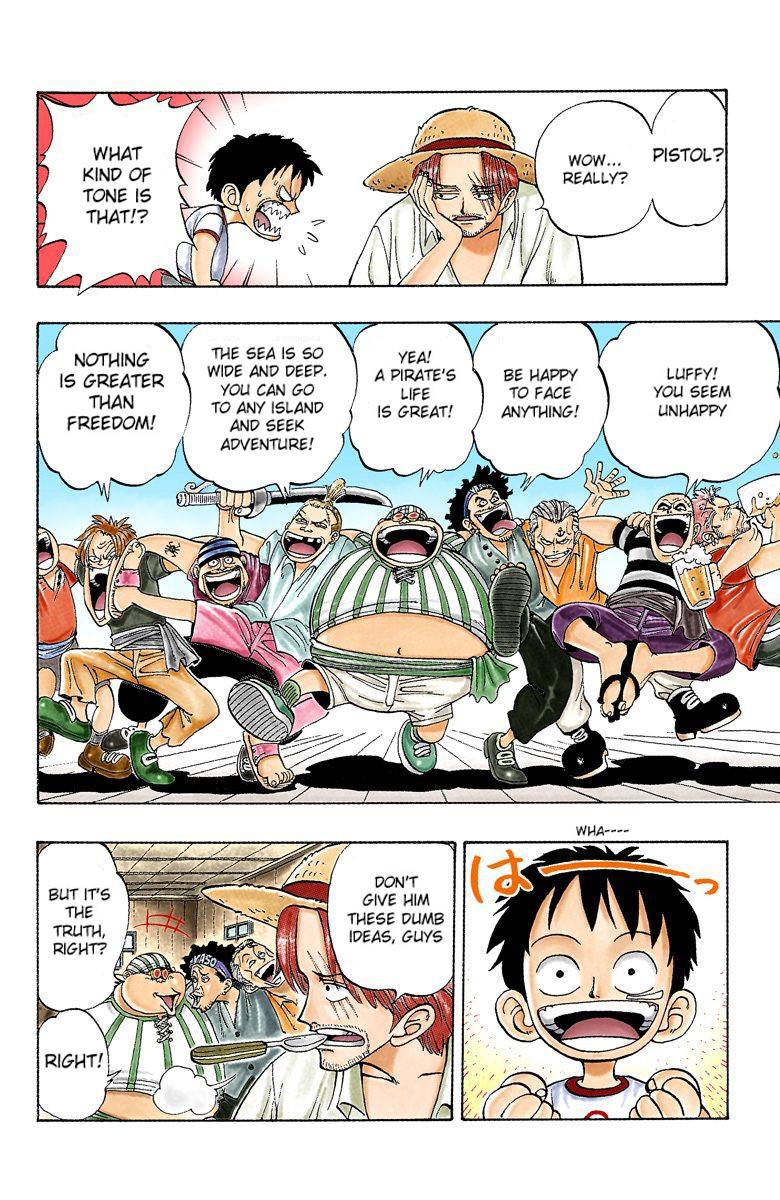 PISTOL?
WOW...
REALLY?
WHAT
KIND OF
TONE IS
THAT!?
LUFFY!
YOU SEEM
UNHAPPY
BE HAPPY
TO FACE
ANYTHING!
YEA!
A PIRATE'S
LIFE
IS GREAT!
THE SEA IS SO
WIDE AND DEEP.
YOU CAN GO
TO ANY ISLAND
AND SEEK
ADVENTURE!
NOTHING
IS GREATER
THAN
FREEDOM!
WHA----
はーっ
DON'T
GIVE HIM
THESE DUMB
IDEAS, GUYS
BUT IT'S
THE
TRUTH,
RIGHT?
RIGHT!